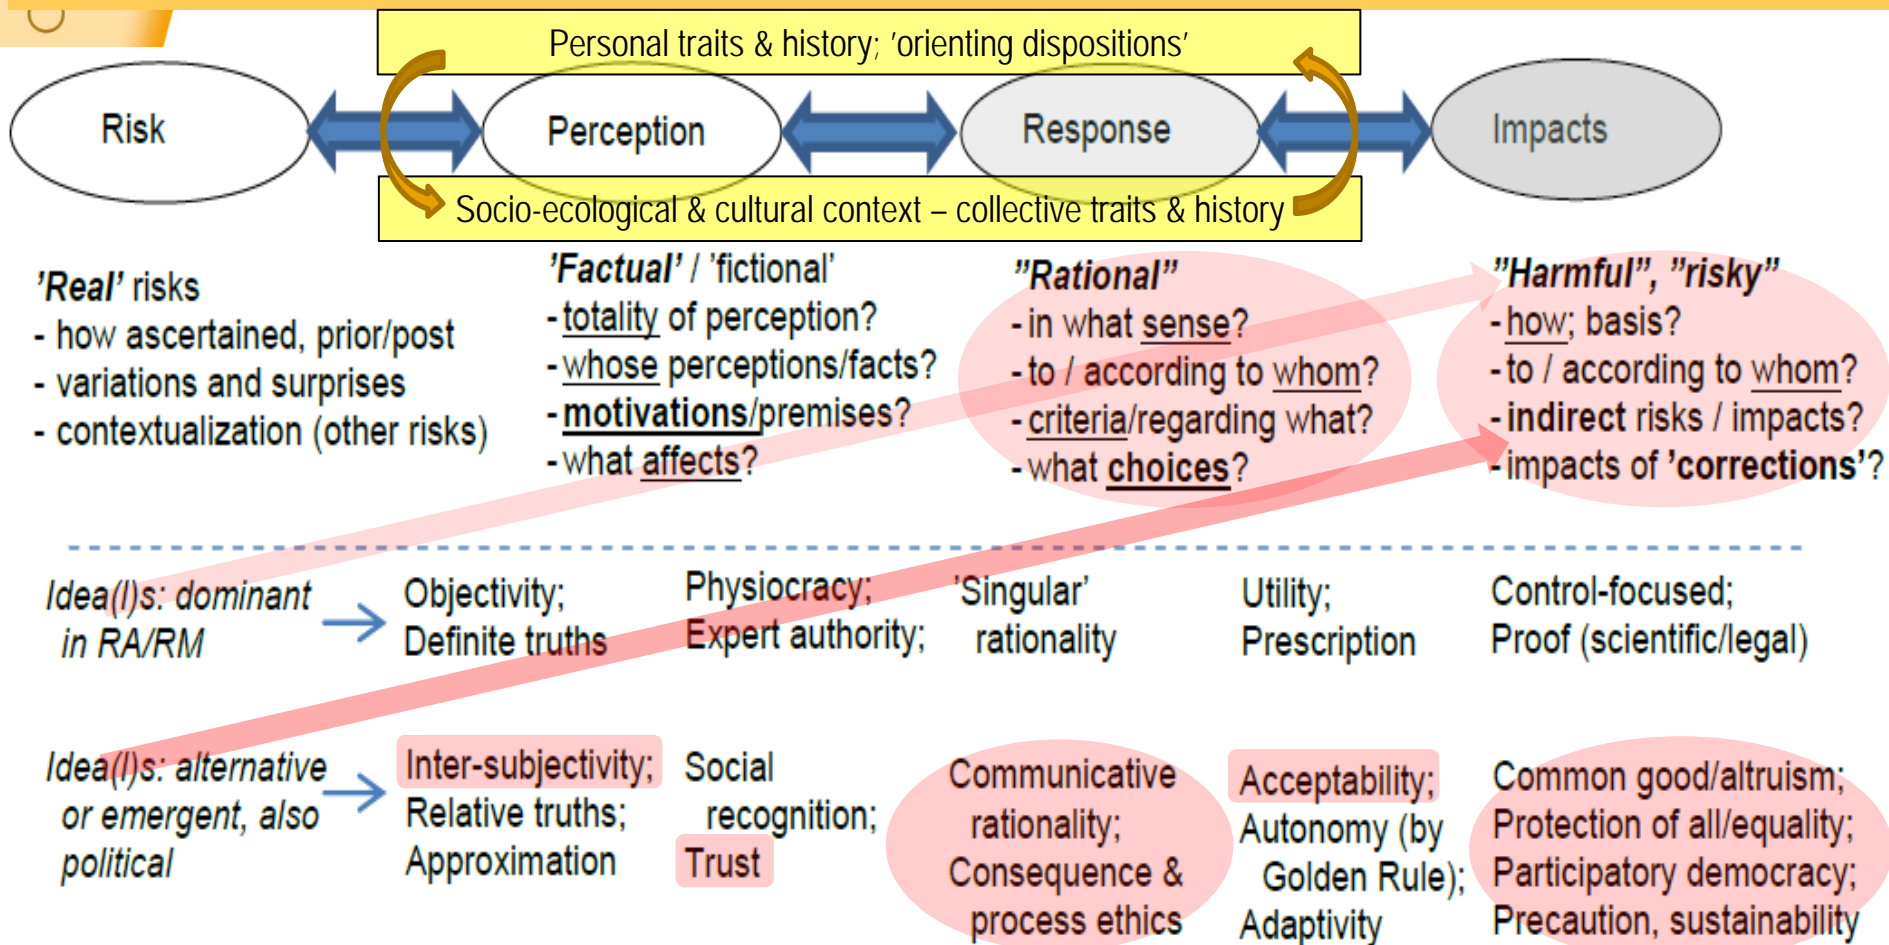 Personal traits & history; 'orienting dispositions'
Risk
Perception
Response
Impacts
Socio-ecological & cultural context – collective traits & history
'Real' risks
- how ascertained, prior/post
- variations and surprises
- contextualization (other risks)
'Factual' / 'fictional'
- totality of perception?
- whose perceptions/facts?
- motivations/premises?
- what affects?
”Rational”
- in what sense?
- to / according to whom?
- criteria/regarding what?
- what choices?
”Harmful”, ”risky”
- how; basis?
- to / according to whom?
- indirect risks / impacts?
- impacts of 'corrections'?
Idea(l)s: dominant
in RA/RM
Objectivity;
Definite truths
Physiocracy;
Expert authority;
'Singular'
rationality
Utility;
Prescription
Control-focused;
Proof (scientific/legal)
Idea(l)s: alternative
or emergent, also
political
Inter-subjectivity;
Relative truths;
Approximation
Social
recognition;
Trust
Communicative
rationality;
Consequence &
process ethics
Acceptability;
Autonomy (by
Golden Rule);
Adaptivity
Common good/altruism;
Protection of all/equality;
Participatory democracy;
Precaution, sustainability